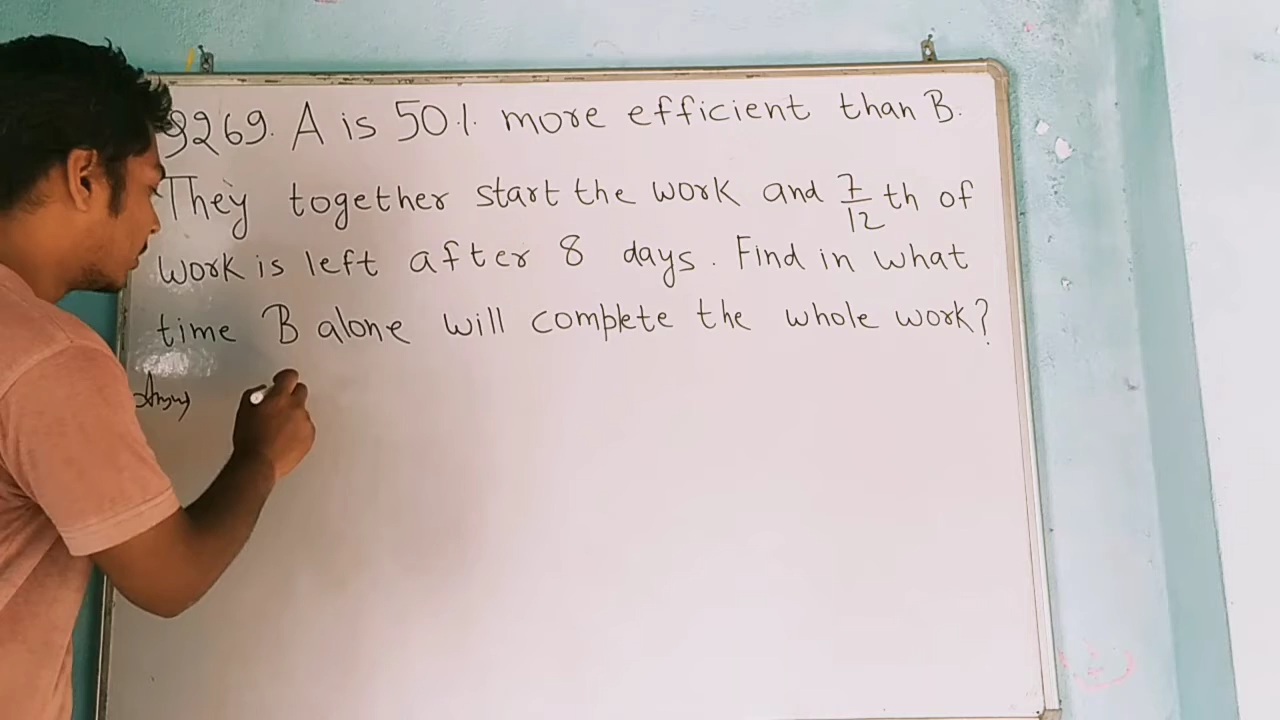 9269. A is 50% more efficient than B.
They together start the work and 7/12 th of
work is left after 8 days. Find in what
time B alone will complete the whole work?